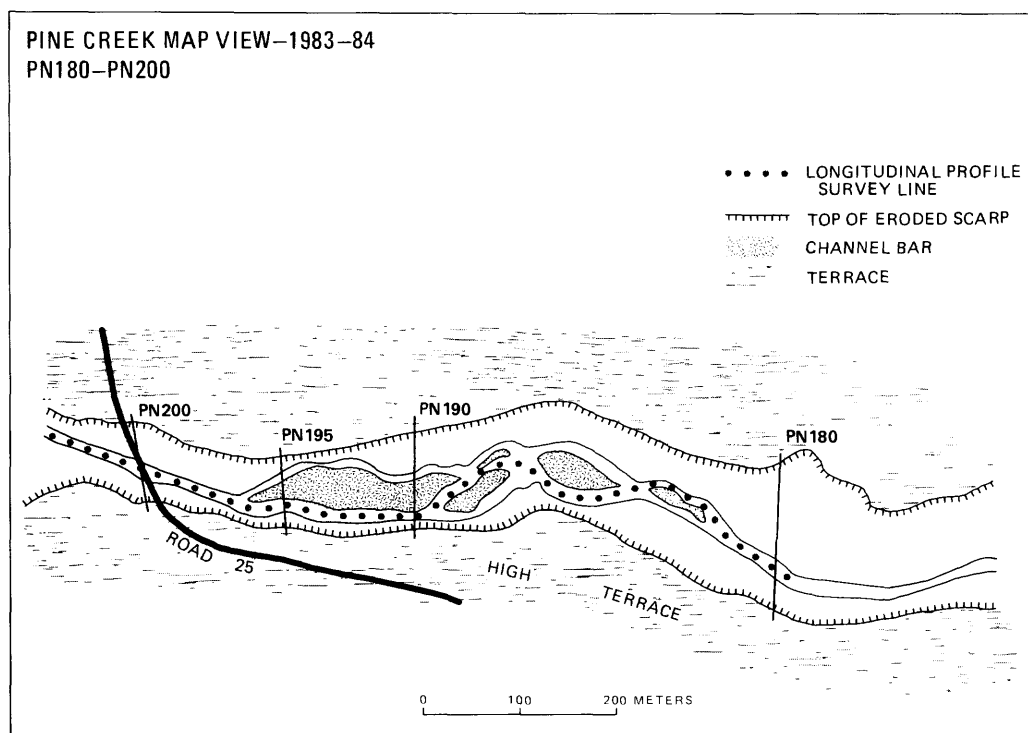 PINE CREEK MAP VIEW–1983–84
PN180–PN200
LONGITUDINAL PROFILE
SURVEY LINE
TOP OF ERODED SCARP
CHANNEL BAR
TERRACE
PN200
PN195
PN190
PN180
ROAD 25
HIGH
TERRACE
0 100 200 METERS